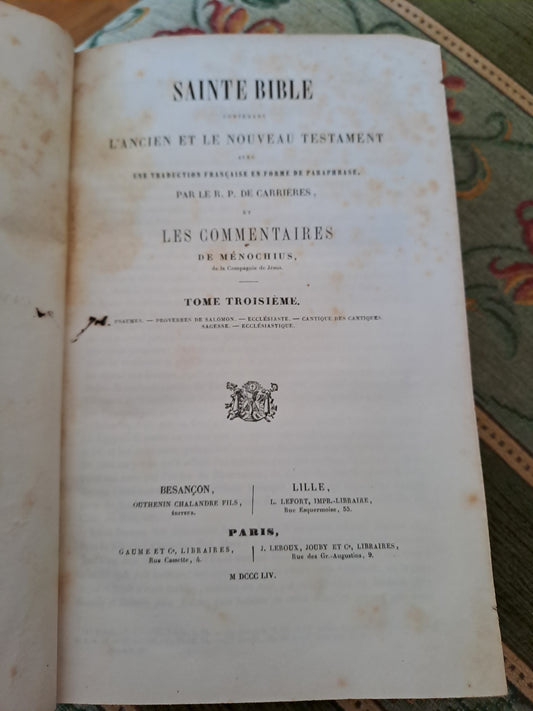 SAINTE BIBLE
CONTENANT
L'ANCIEN ET LE NOUVEAU TESTAMENT
AVEC
UNE TRADUCTION FRANÇAISE EN FORME DE PARAPHRASE,
PAR LE R. P. DE CARRIÈRES,
ET
LES COMMENTAIRES
DE MÉNOCHIUS,
de la Compagnie de Jésus.
TOME TROISIÈME.
PSAUMES. — PROVERBES DE SALOMON. — ECCLÉSIASTE. — CANTIQUE DES CANTIQUES
SAGESSE. — ECCLÉSIASTIQUE.
BESANÇON,
OUTHENIN CHALANDRE FILS,
ÉDITEUR.
LILLE,
L. LEFORT, IMPR.-LIBRAIRE,
Rue Esquermoise, 55.
PARIS,
GAUME ET Cie, LIBRAIRES,
Rue Cassette, 4.
J. LEROUX, JOUBY ET Cie, LIBRAIRES,
Rue des Gr.-Augustins, 9.
M DCCC LIV.